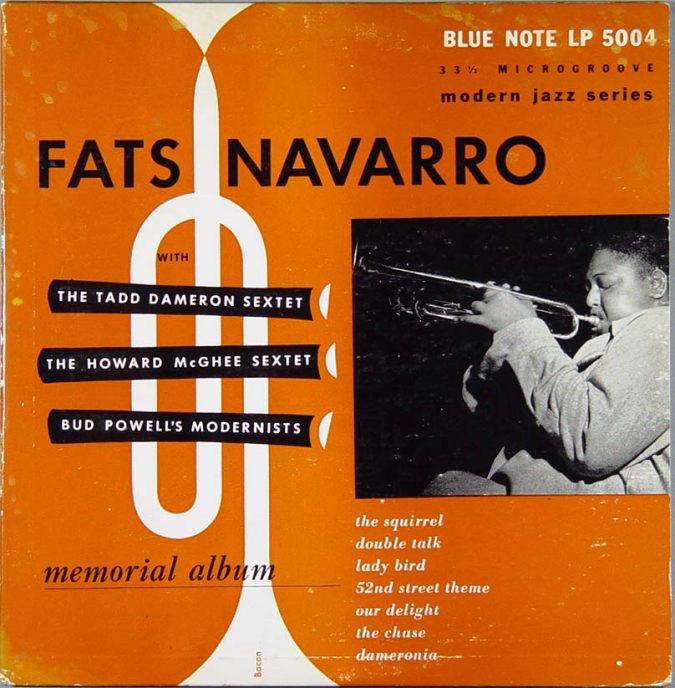 BLUE NOTE LP 5004
33⅓ MICROGROOVE
modern jazz series
FATS NAVARRO
WITH
THE TADD DAMERON SEXTET
THE HOWARD McGHEE SEXTET
BUD POWELL'S MODERNISTS
memorial album
the squirrel
double talk
lady bird
52nd street theme
our delight
the chase
dameronia
Bacon